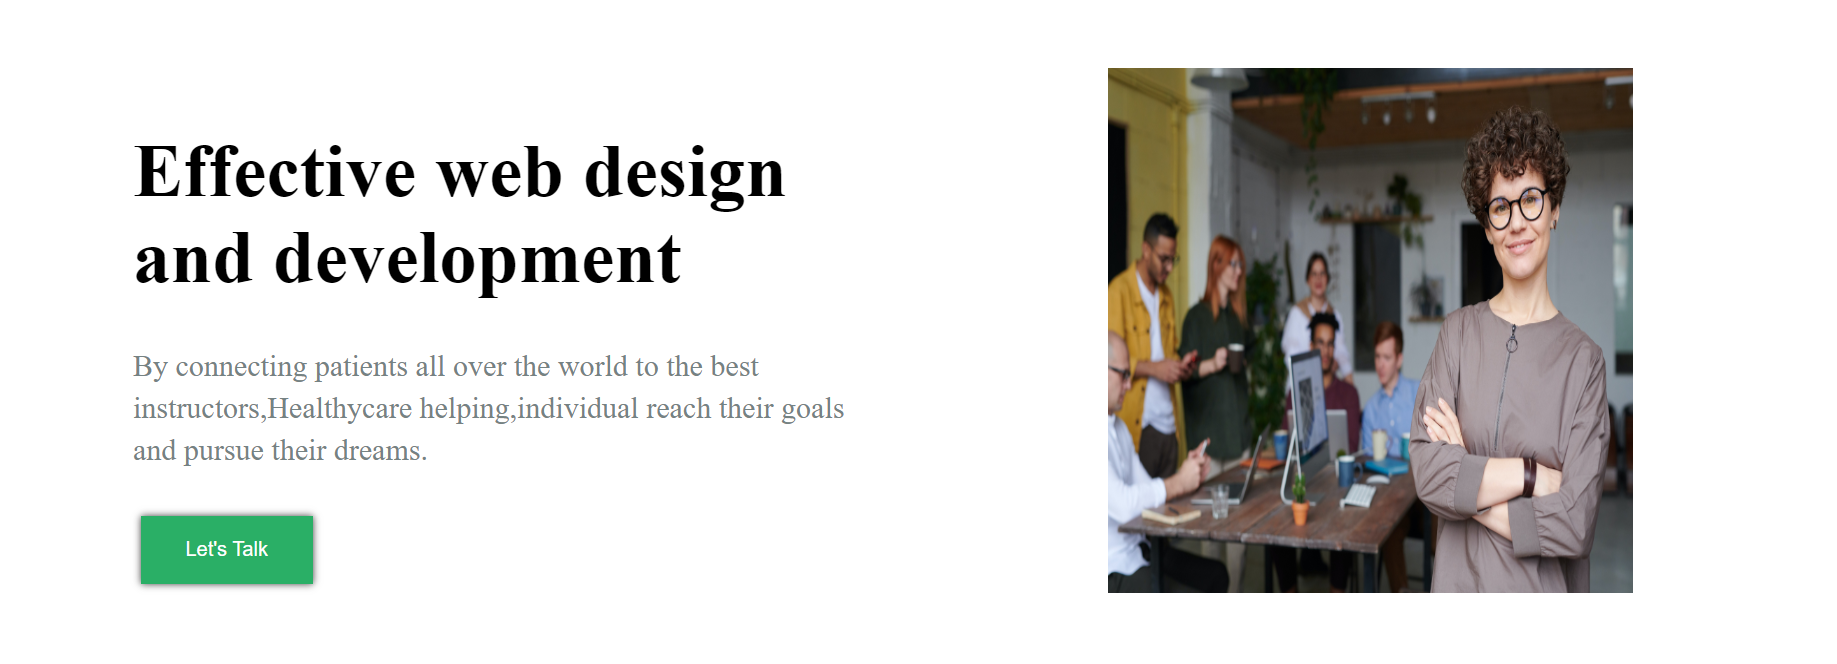 Effective web design
and development
By connecting patients all over the world to the best
instructors,Healthycare helping,individual reach their goals
and pursue their dreams.
Let's Talk